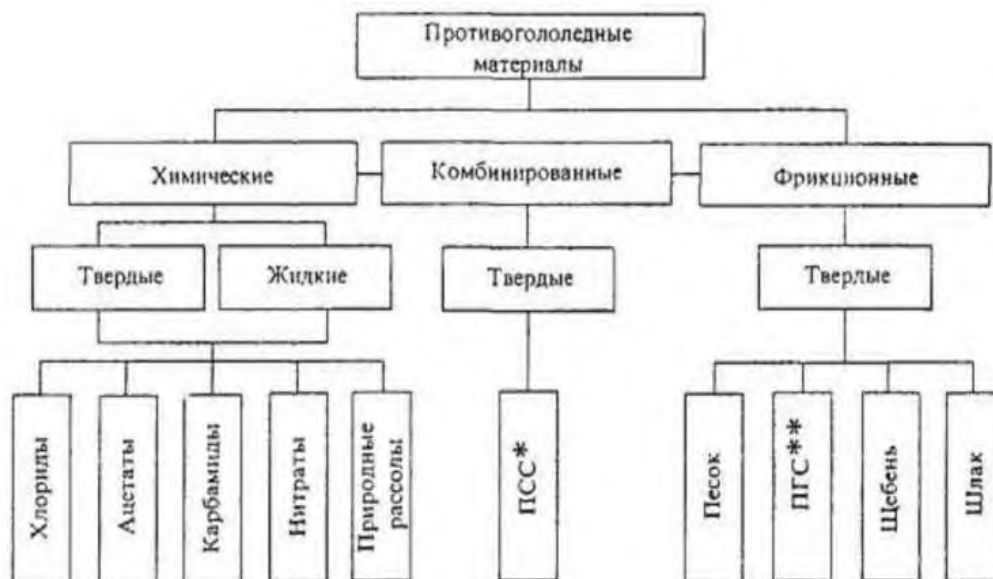 Противогололедные
материалы
Химические
Комбинированные
Фрикционные
Твердые
Жидкие
Твердые
Твердые
Хлориды
Ацетаты
Карбамиды
Нитраты
Природные
рассолы
ПСС*
Песок
ПГС**
Щебень
Шлак